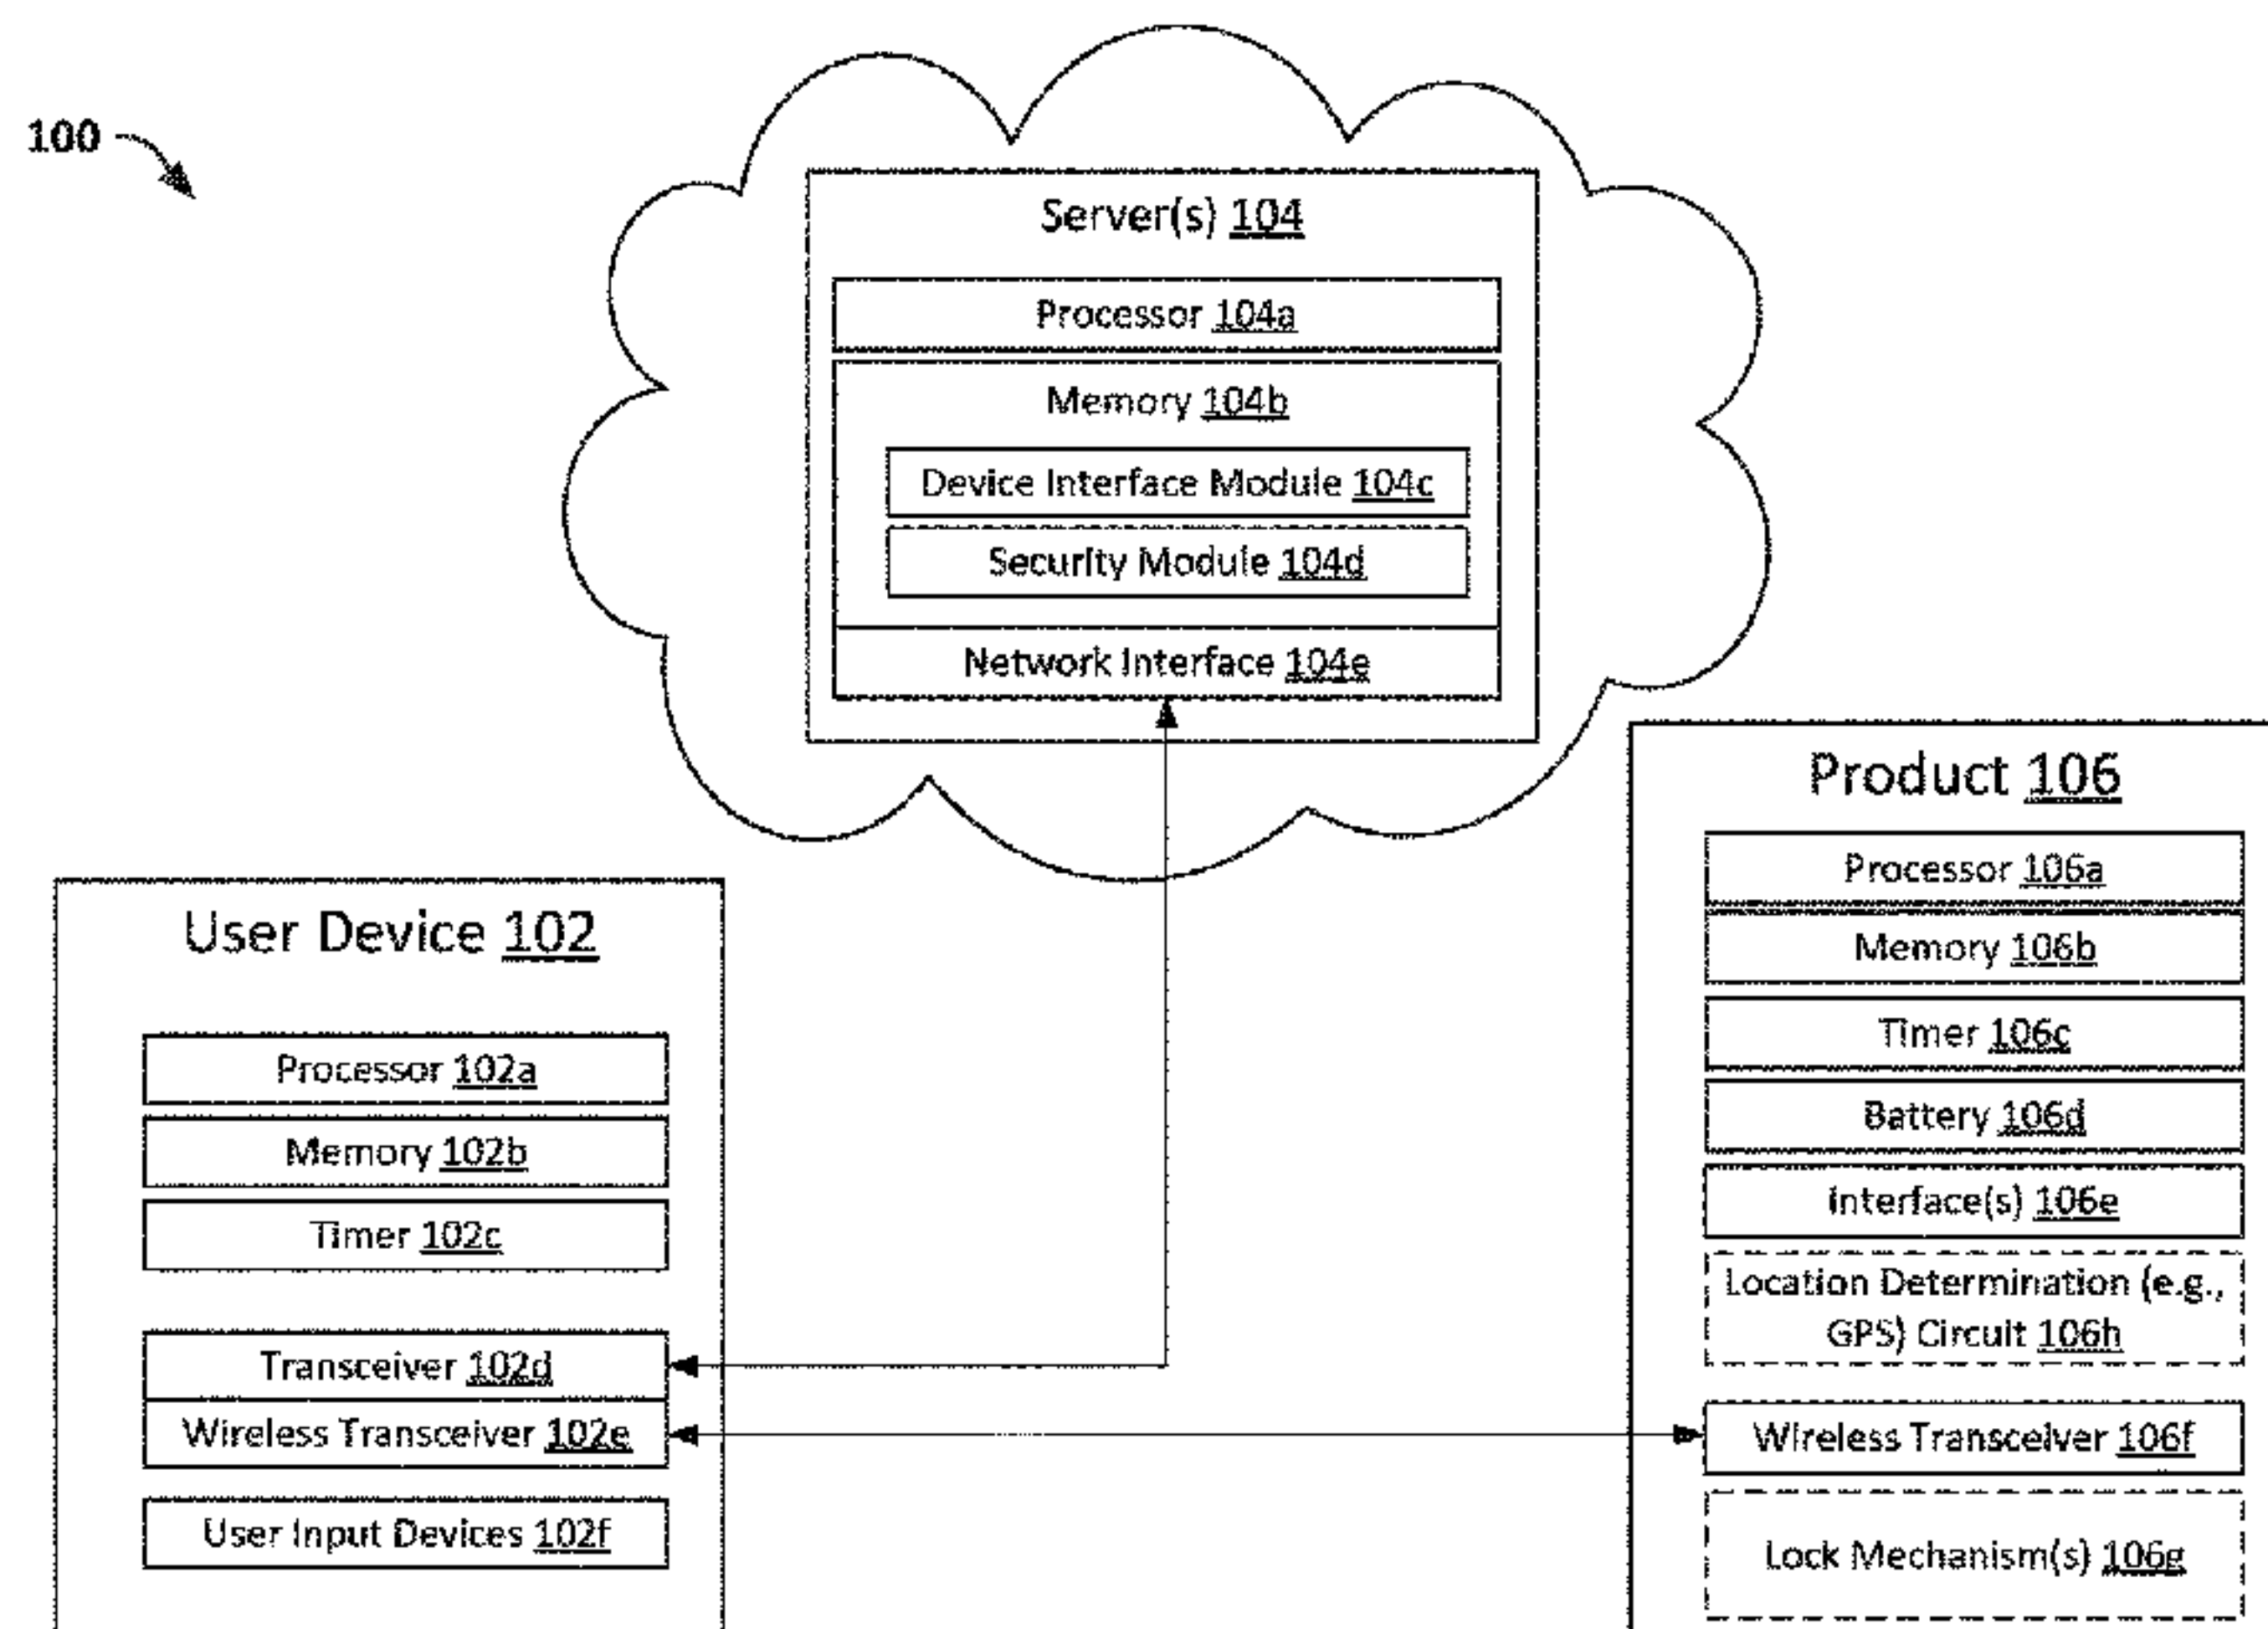 100
Server(s) 104
Processor 104a
Memory 104b
Device Interface Module 104c
Security Module 104d
Network Interface 104e
User Device 102
Processor 102a
Memory 102b
Timer 102c
Transceiver 102d
Wireless Transceiver 102e
User Input Devices 102f
Product 106
Processor 106a
Memory 106b
Timer 106c
Battery 106d
Interface(s) 106e
Location Determination (e.g.,
GPS) Circuit 106h
Wireless Transceiver 106f
Lock Mechanism(s) 106g